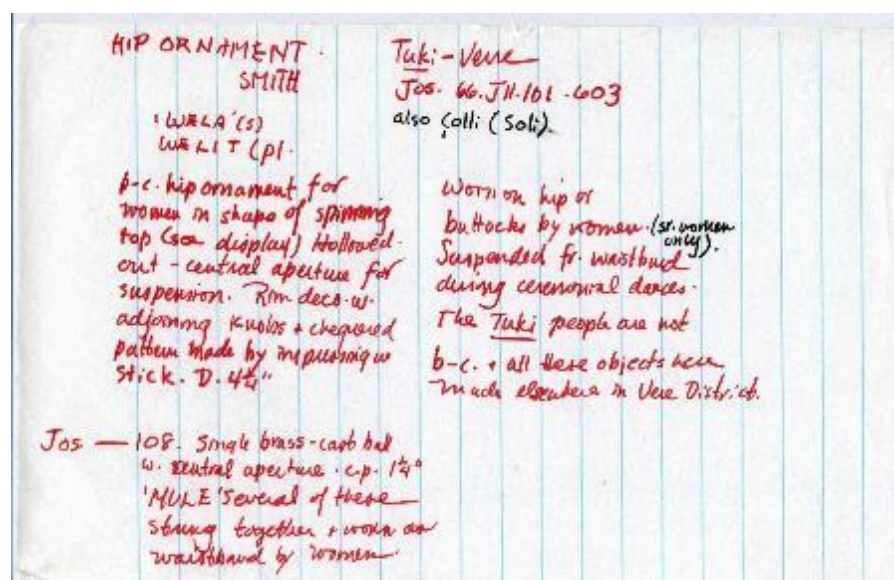 HIP ORNAMENT.
SMITH
WELA'(s)
WELIT (pl.
b-c. hip ornament for
women in shape of spinning
top (see display) Hollowed-
out - central aperture for
suspension. Rim deco. w.
adjoining knobs + chequered
pattern made by impressing w
stick. D. 4¼"
Tuki - Vere
Jos. 66.JH.101-603
also Colli (Soli).
Worn on hip or
buttocks by women. (sr. women
only).
Suspended fr. waistband
during ceremonial dances.
The Tuki people are not
b-c. + all these objects were
made elsewhere in Vere District.
Jos. — 108. Single brass-cast ball
w. central aperture. c.p. 1¼"
'MULE' Several of these
strung together + worn as
waistband by women.